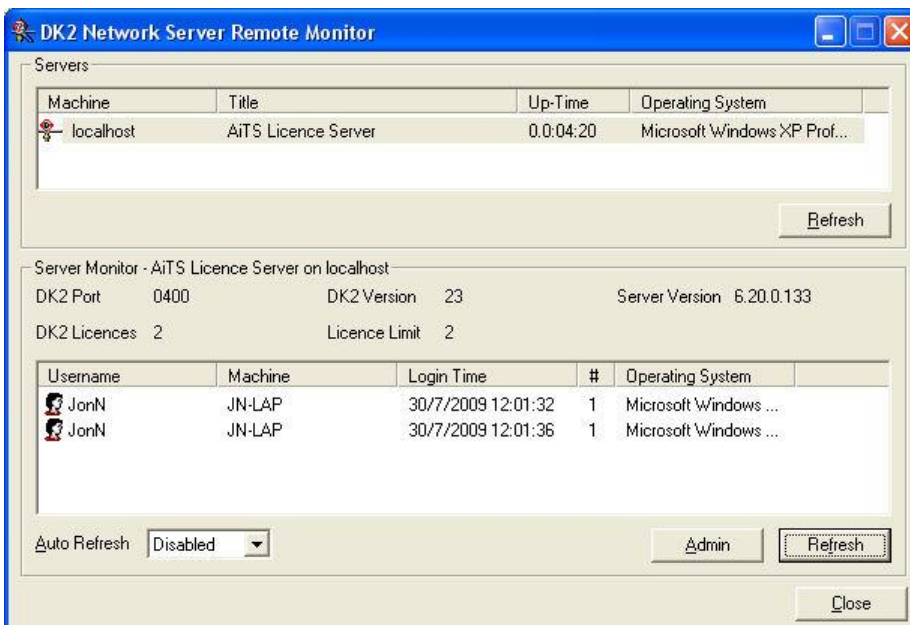 DK2 Network Server Remote Monitor
Servers
Machine Title Up-Time Operating System
localhost AiTS Licence Server 0.0:04:20 Microsoft Windows XP Prof...
Refresh
Server Monitor - AiTS Licence Server on localhost
DK2 Port 0400 DK2 Version 23 Server Version 6.20.0.133
DK2 Licences 2 Licence Limit 2
Username Machine Login Time # Operating System
JonN JN-LAP 30/7/2009 12:01:32 1 Microsoft Windows ...
JonN JN-LAP 30/7/2009 12:01:36 1 Microsoft Windows ...
Auto Refresh Disabled Admin Refresh
Close